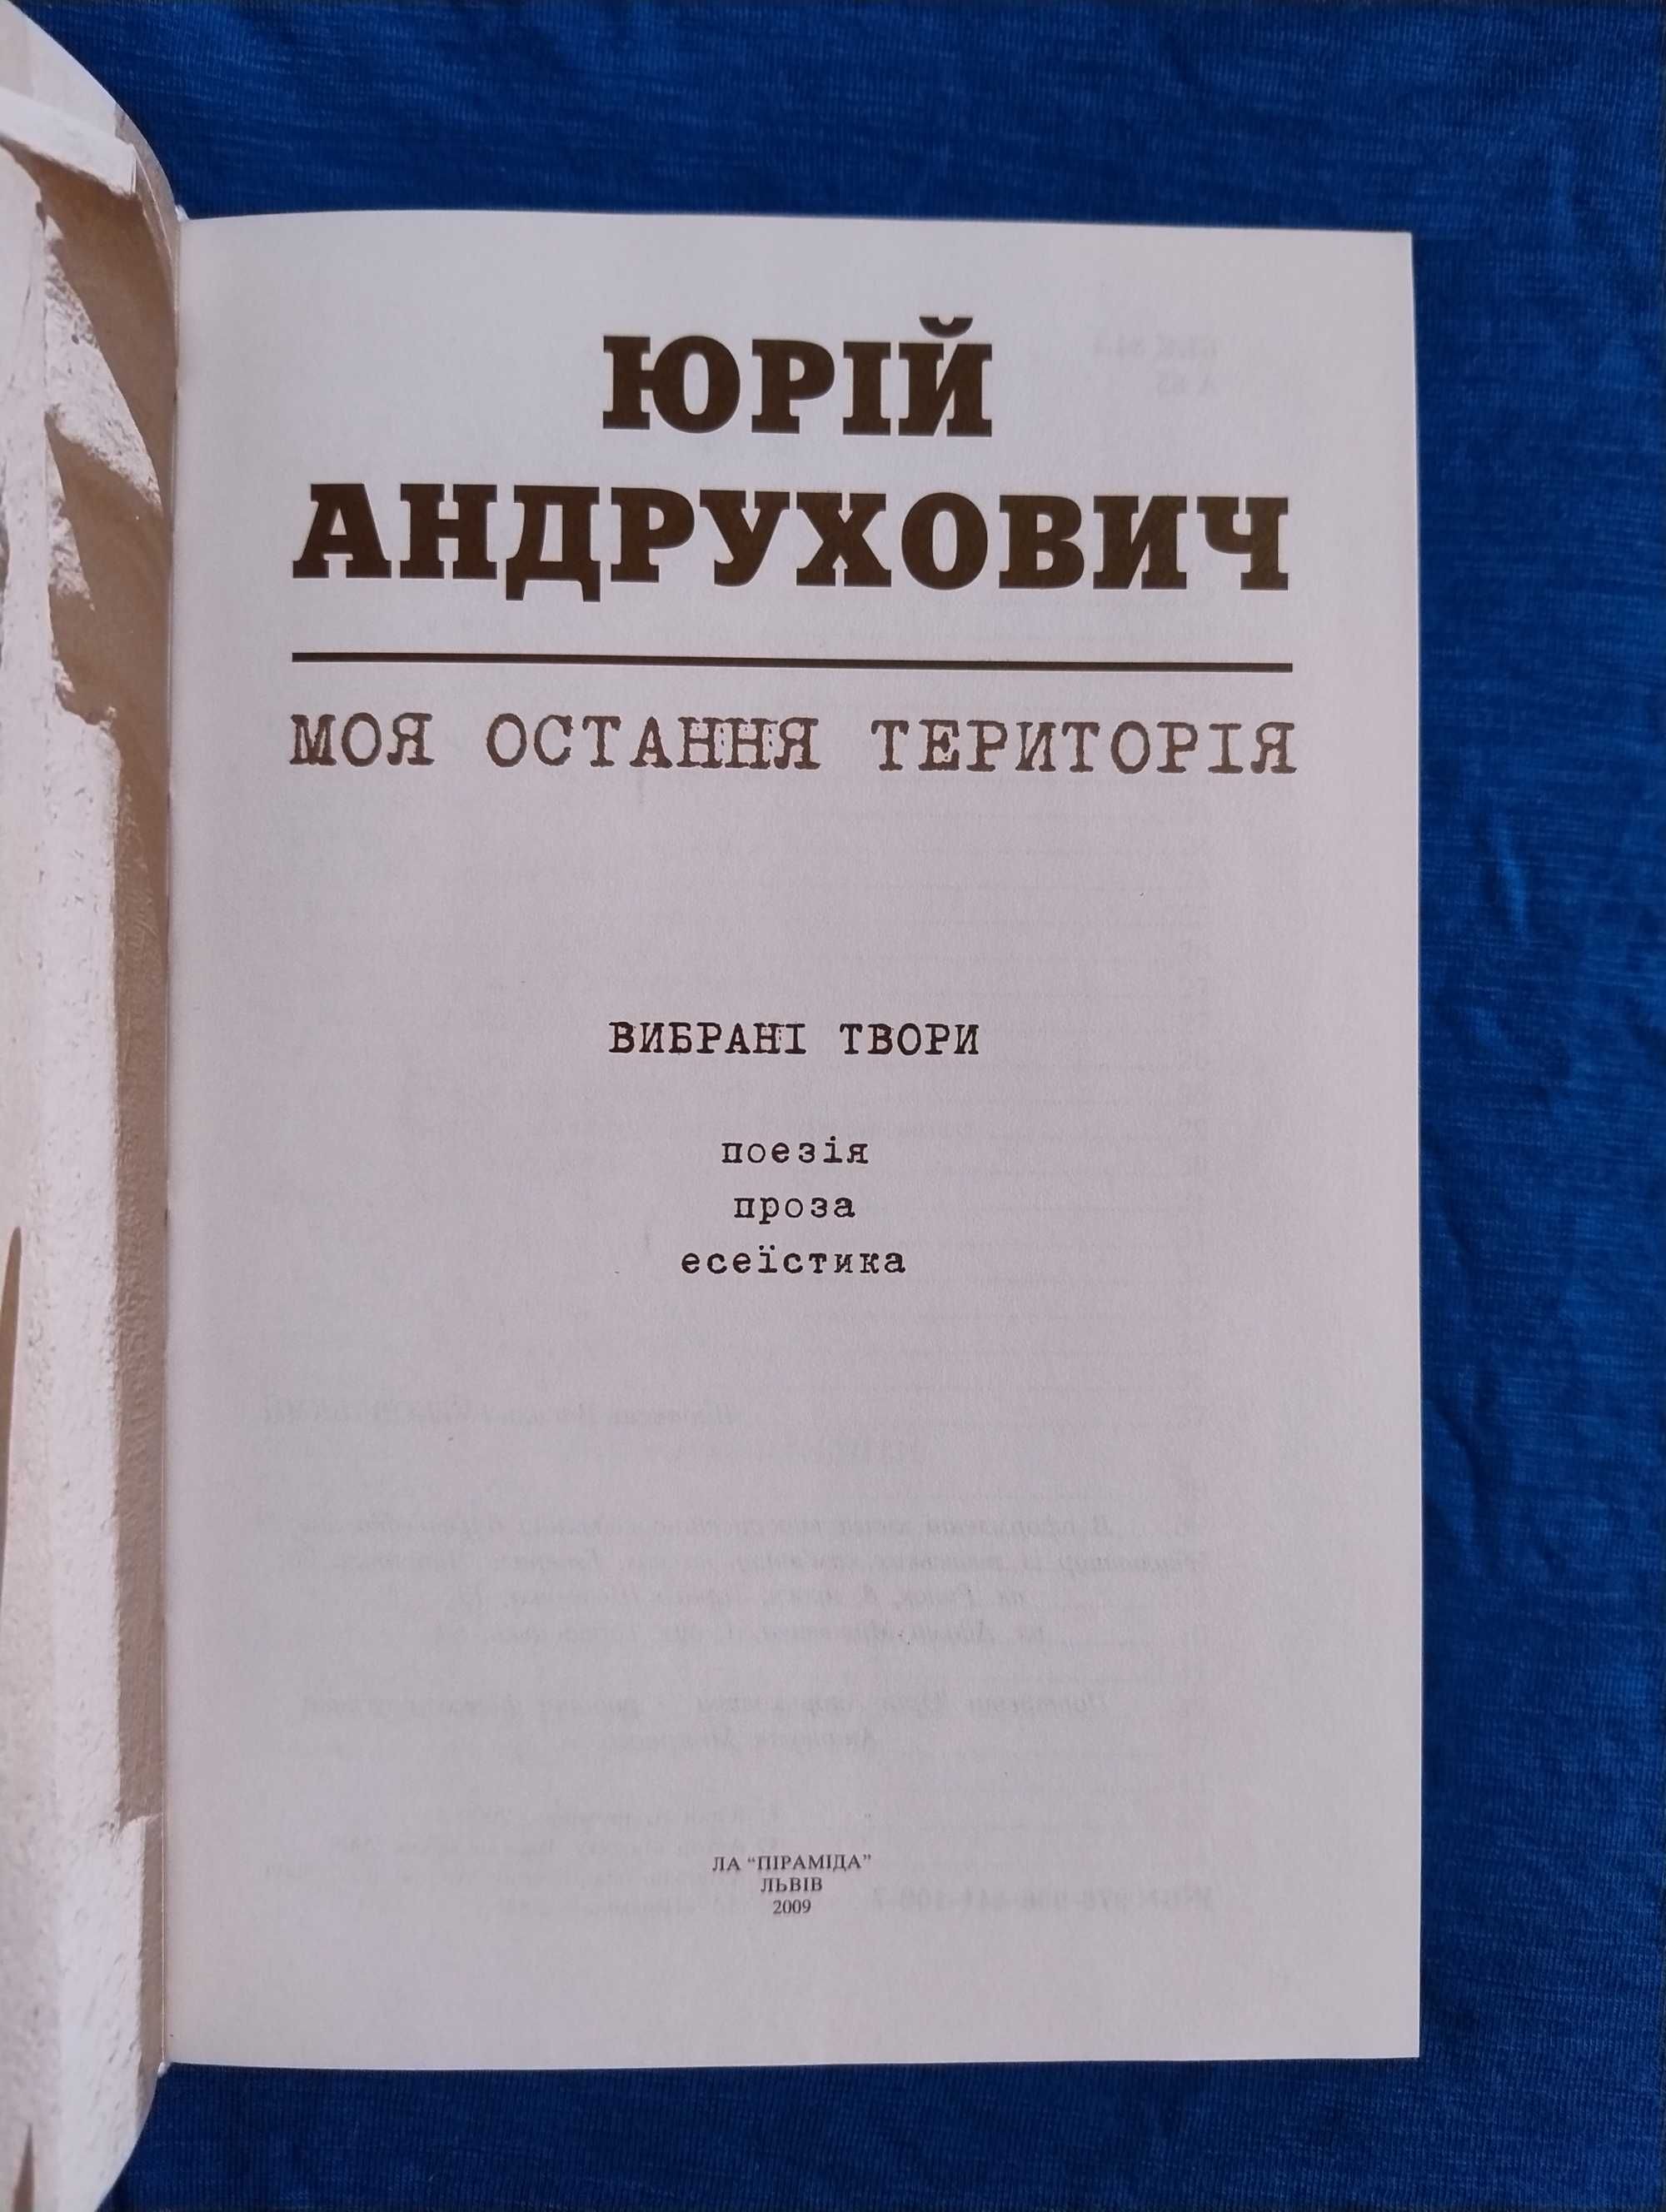 ЮРІЙ
АНДРУХОВИЧ
МОЯ ОСТАННЯ ТЕРИТОРІЯ
ВИБРАНІ ТВОРИ
поезія
проза
есеїстика
ЛА “ПІРАМІДА”
ЛЬВІВ
2009